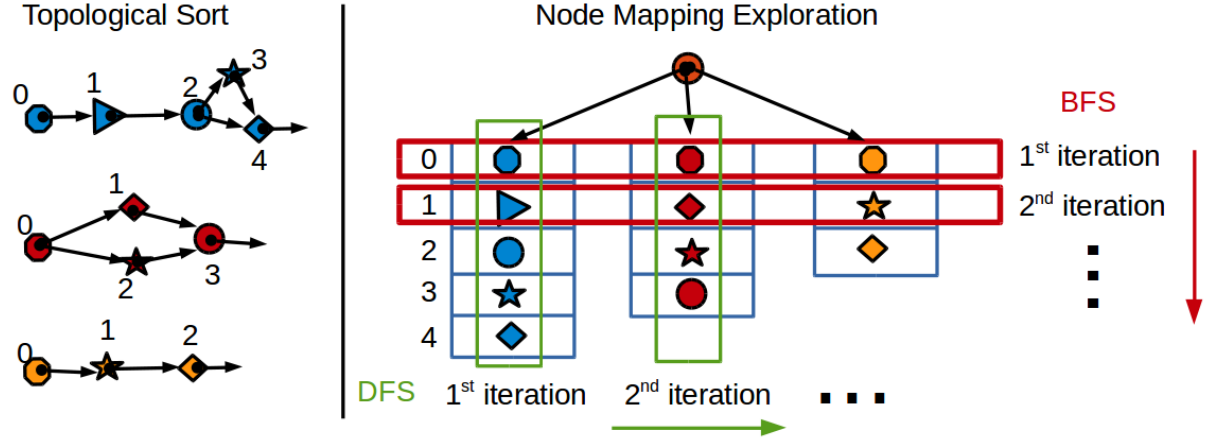 Topological Sort
0
1
2
3
4
0
1
2
3
0
1
2
Node Mapping Exploration
BFS
0
1st iteration
1
2nd iteration
2
3
4
DFS
1st iteration
2nd iteration